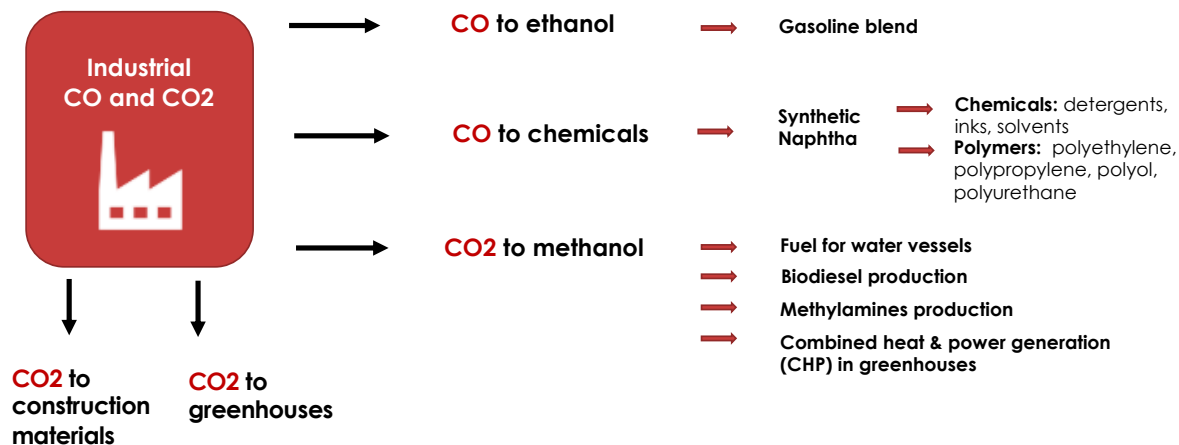 Industrial
CO and CO2
CO to ethanol
Gasoline blend
CO to chemicals
Synthetic
Naphtha
Chemicals: detergents,
inks, solvents
Polymers: polyethylene,
polypropylene, polyol,
polyurethane
CO2 to methanol
Fuel for water vessels
Biodiesel production
Methylamines production
Combined heat & power generation
(CHP) in greenhouses
CO2 to
construction
materials
CO2 to
greenhouses